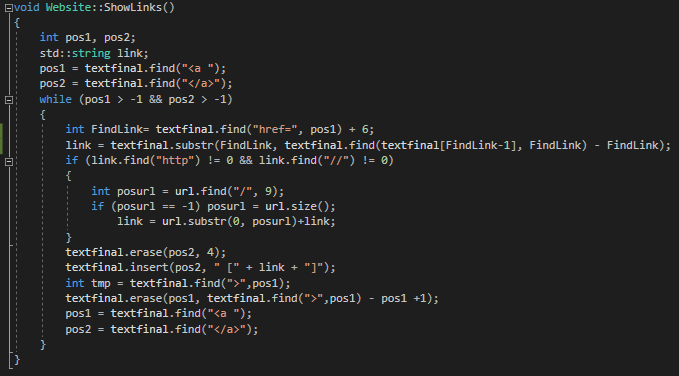 void Website::ShowLinks()
{
    int pos1, pos2;
    std::string link;
    pos1 = textfinal.find("<a ");
    pos2 = textfinal.find("</a>");
    while (pos1 > -1 && pos2 > -1)
    {
        int FindLink= textfinal.find("href=", pos1) + 6;
        link = textfinal.substr(FindLink, textfinal.find(textfinal[FindLink-1], FindLink) - FindLink);
        if (link.find("http") != 0 && link.find("//") != 0)
        {
            int posurl = url.find("/", 9);
            if (posurl == -1) posurl = url.size();
                link = url.substr(0, posurl)+link;
        }
        textfinal.erase(pos2, 4);
        textfinal.insert(pos2, " [" + link + "]");
        int tmp = textfinal.find(">",pos1);
        textfinal.erase(pos1, textfinal.find(">",pos1) - pos1 +1);
        pos1 = textfinal.find("<a ");
        pos2 = textfinal.find("</a>");
    }
}